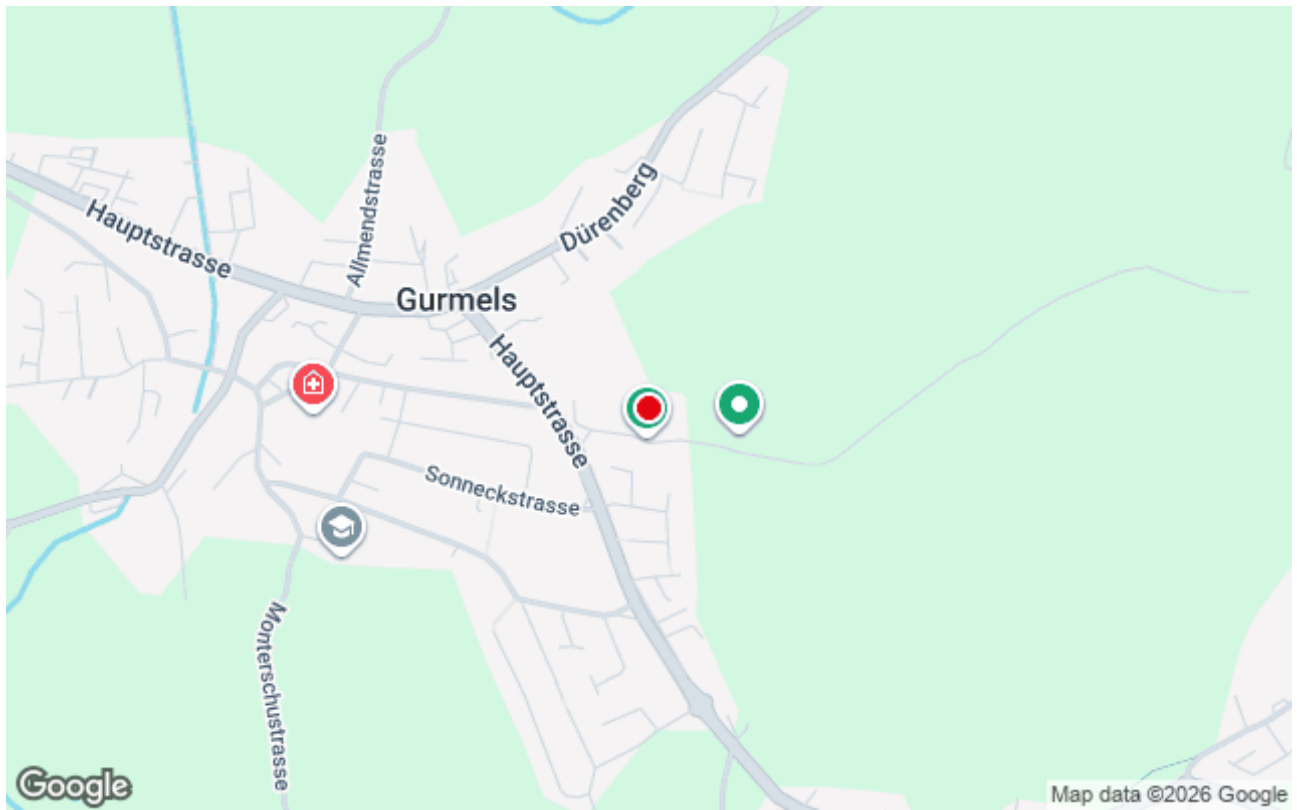 Hauptstrasse
Allmendstrasse
Dürenberg
Gurmels
Hauptstrasse
Sonneckstrasse
Monterschustrasse
Google
Map data ©2026 Google